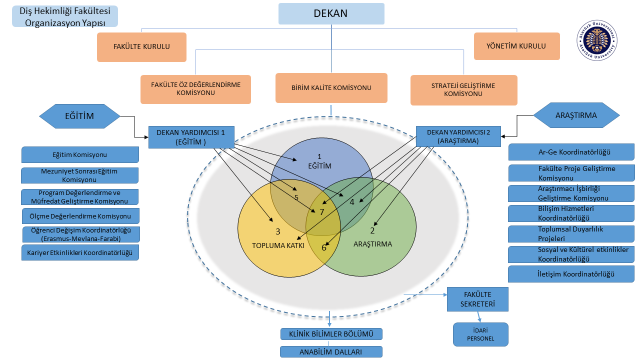 Diş Hekimliği Fakültesi
Organizasyon Yapısı
DEKAN
FAKÜLTE KURULU
YÖNETİM KURULU
FAKÜLTE ÖZ DEĞERLENDİRME
KOMİSYONU
BİRİM KALİTE KOMİSYONU
STRATEJİ GELİŞTİRME
KOMİSYONU
EĞİTİM
ARAŞTIRMA
DEKAN YARDIMCISI 1
(EĞİTİM )
DEKAN YARDIMCISI 2
(ARAŞTIRMA)
Eğitim Komisyonu
Mezuniyet Sonrası Eğitim
Komisyonu
Program Değerlendirme ve
Müfredat Geliştirme Komisyonu
Ölçme Değerlendirme Komisyonu
Öğrenci Değişim Koordinatörlüğü
(Erasmus-Mevlana-Farabi)
Kariyer Etkinlikleri Koordinatörlüğü
1
EĞİTİM
5
4
7
3
2
TOPLUMA KATKI
6
ARAŞTIRMA
Ar-Ge Koordinatörlüğü
Fakülte Proje Geliştirme
Komisyonu
Araştırmacı İşbirliği
Geliştirme Komisyonu
Bilişim Hizmetleri
Koordinatörlüğü
Toplumsal Duyarlılık
Projeleri
Sosyal ve Kültürel etkinlikler
Koordinatörlüğü
İletişim Koordinatörlüğü
FAKÜLTE
SEKRETERİ
İDARİ
PERSONEL
KLİNİK BİLİMLER BÖLÜMÜ
ANABİLİM DALLARI